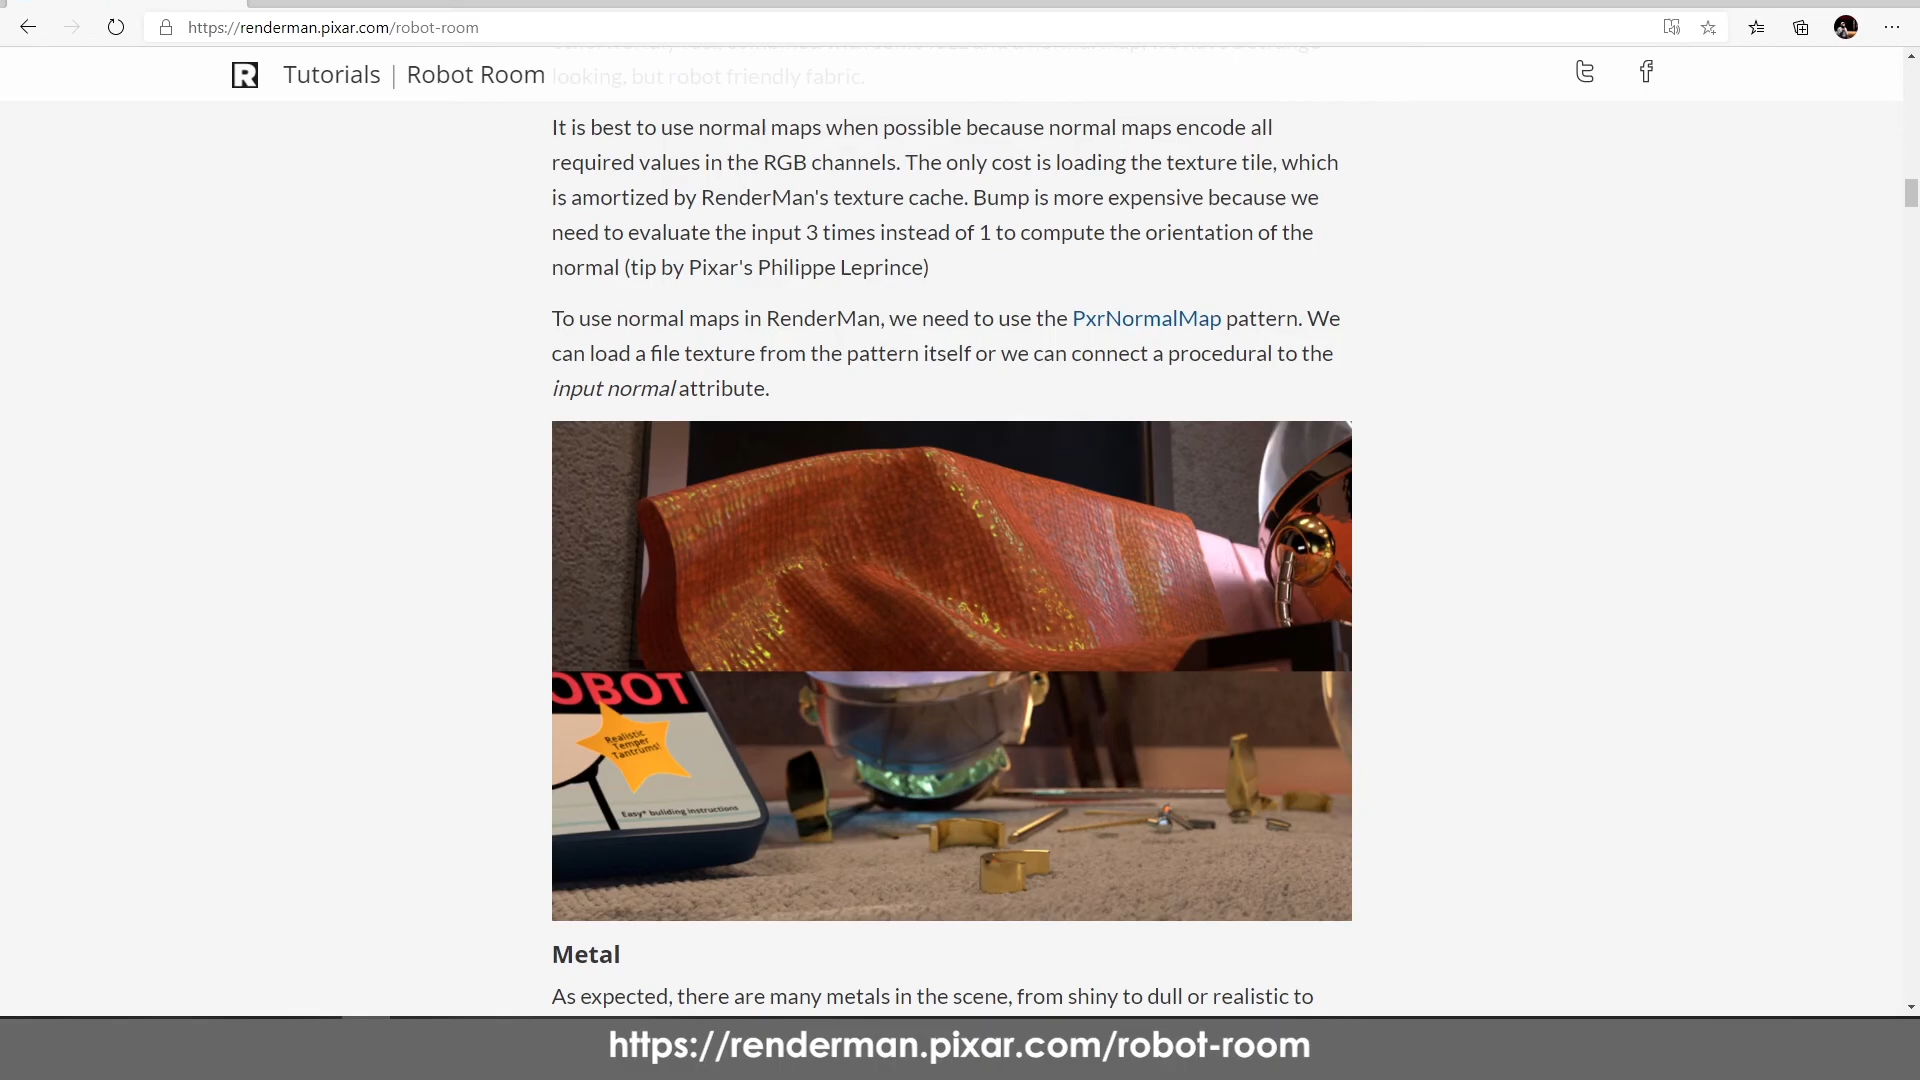 https://renderman.pixar.com/robot-room
Tutorials | Robot Room
looking, but robot friendly fabric.
It is best to use normal maps when possible because normal maps encode all
required values in the RGB channels. The only cost is loading the texture tile, which
is amortized by RenderMan's texture cache. Bump is more expensive because we
need to evaluate the input 3 times instead of 1 to compute the orientation of the
normal (tip by Pixar's Philippe Leprince)
To use normal maps in RenderMan, we need to use the PxrNormalMap pattern. We
can load a file texture from the pattern itself or we can connect a procedural to the
input normal attribute.
OBOT
Realistic
Temper
Tantrums!
Easy* building instructions
Metal
As expected, there are many metals in the scene, from shiny to dull or realistic to
https://renderman.pixar.com/robot-room